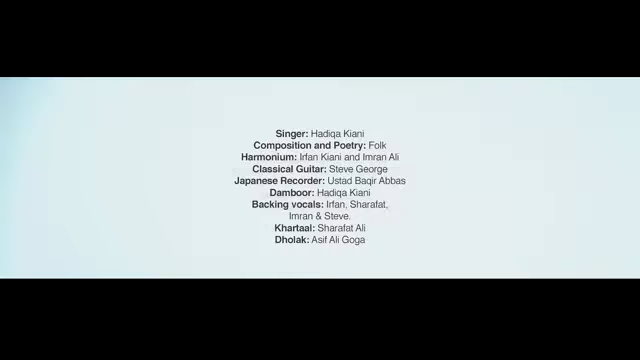 Singer: Hadiqa Kiani
Composition and Poetry: Folk
Harmonium: Irfan Kiani and Imran Ali
Classical Guitar: Steve George
Japanese Recorder: Ustad Baqir Abbas
Damboor: Hadiqa Kiani
Backing vocals: Irfan, Sharafat,
Imran & Steve.
Khartaal: Sharafat Ali
Dholak: Asif Ali Goga